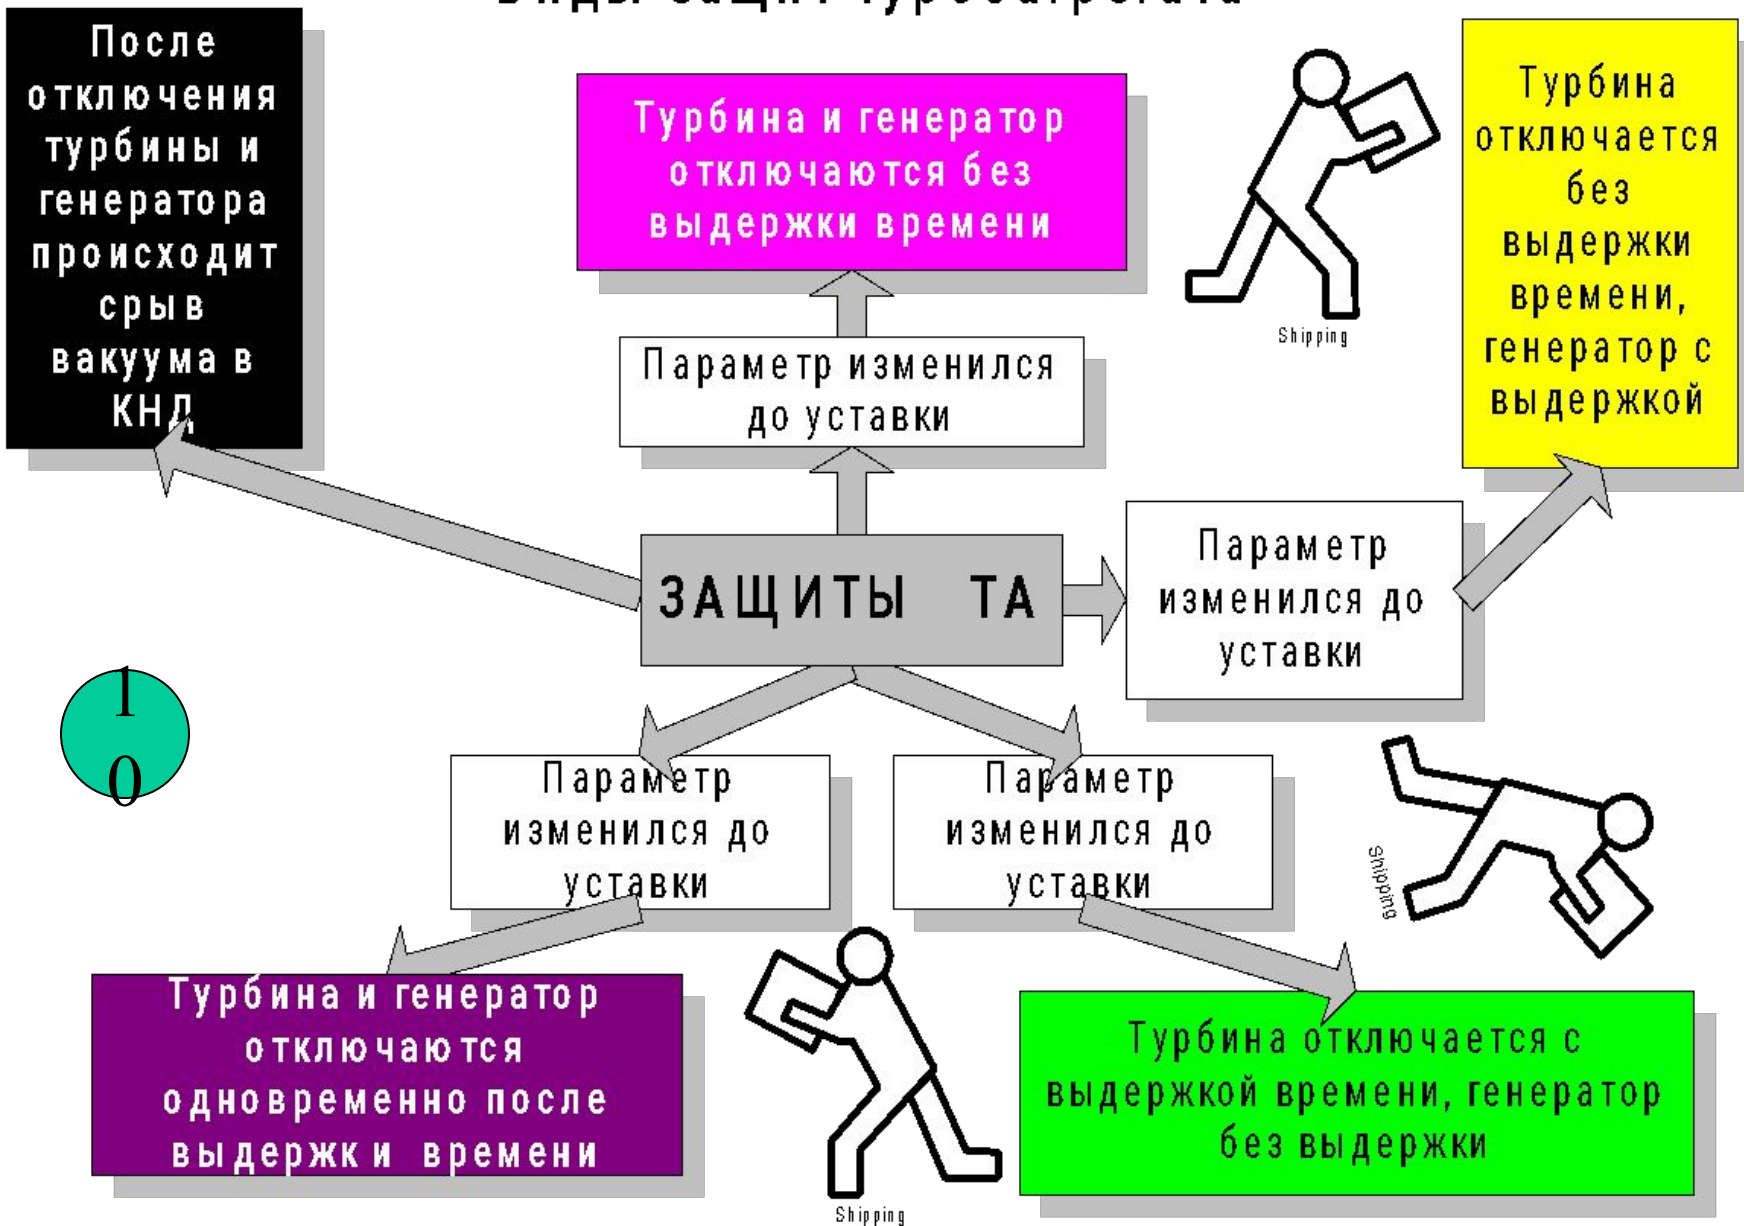 Виды защит турбоагрегата
После
отключения
турбины и
генератора
происходит
срыв
вакуума в
КНД
Турбина и генератор
отключаются без
выдержки времени
Турбина
отключается
без
выдержки
времени,
генератор с
выдержкой
Shipping
Параметр изменился
до уставки
ЗАЩИТЫ ТА
Параметр
изменился до
уставки
1
0
Параметр
изменился до
уставки
Параметр
изменился до
уставки
Shipping
Турбина и генератор
отключаются
одновременно после
выдержки времени
Турбина отключается с
выдержкой времени, генератор
без выдержки
Shipping